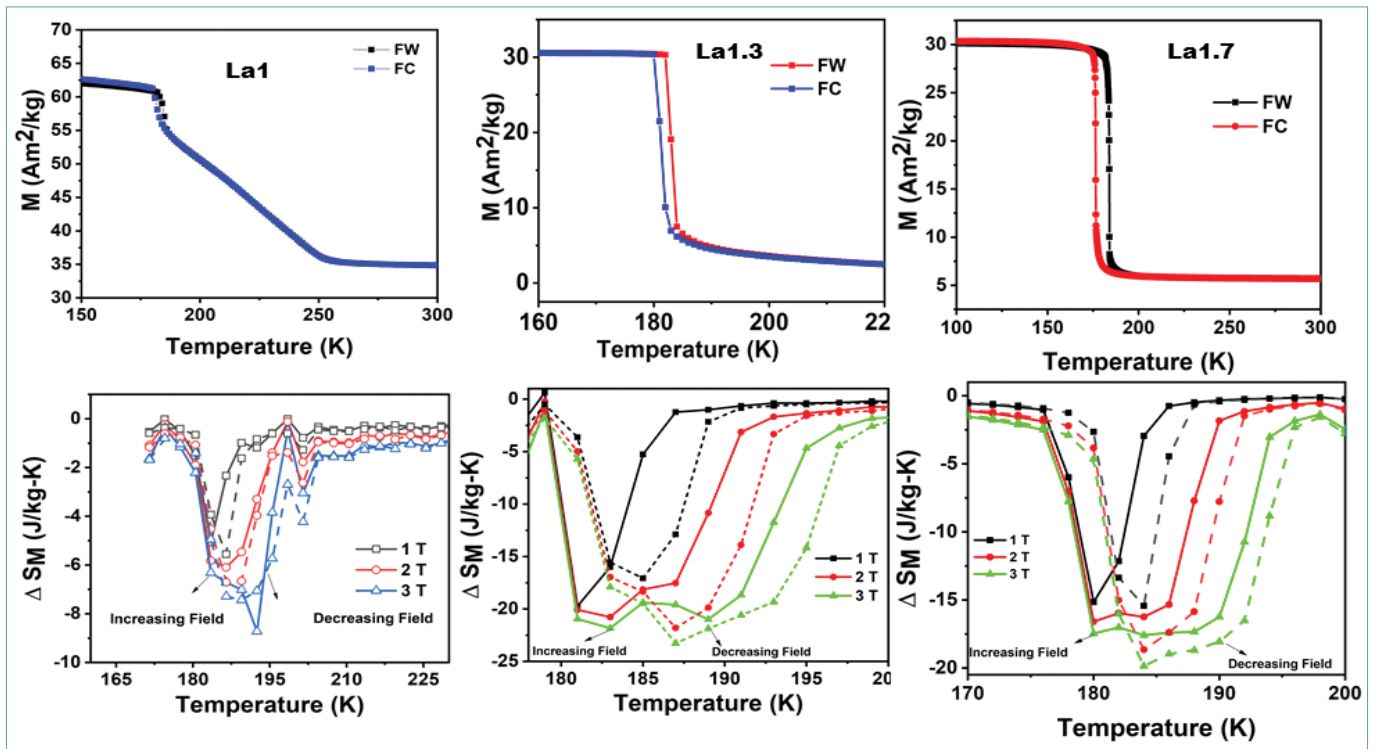 La1
FW
FC
M (Am²/kg)
70
65
60
55
50
45
40
35
30
150 200 250 300
Temperature (K)
La1.3
FW
FC
M (Am²/kg)
40
30
20
10
0
160 180 200 220
Temperature (K)
La1.7
FW
FC
M (Am²/kg)
30
25
20
15
10
5
100 150 200 250 300
Temperature (K)
Δ SM (J/kg-K)
0
-2
-4
-6
-8
-10
1 T
2 T
3 T
Increasing Field
Decreasing Field
165 180 195 210 225
Temperature (K)
Δ SM (J/kg-K)
0
-5
-10
-15
-20
-25
1 T
2 T
3 T
Increasing Field
Decreasing Field
180 185 190 195 20
Temperature (K)
Δ SM (J/kg-K)
0
-5
-10
-15
-20
1 T
2 T
3 T
Increasing Field
Decreasing Field
170 180 190 200
Temperature (K)